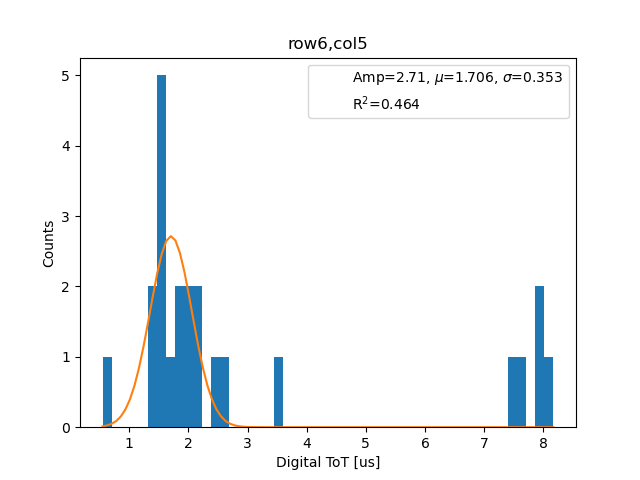 row6,col5
Amp=2.71, μ=1.706, σ=0.353
R²=0.464
5
4
3
2
1
0
Counts
1 2 3 4 5 6 7 8
Digital ToT [us]